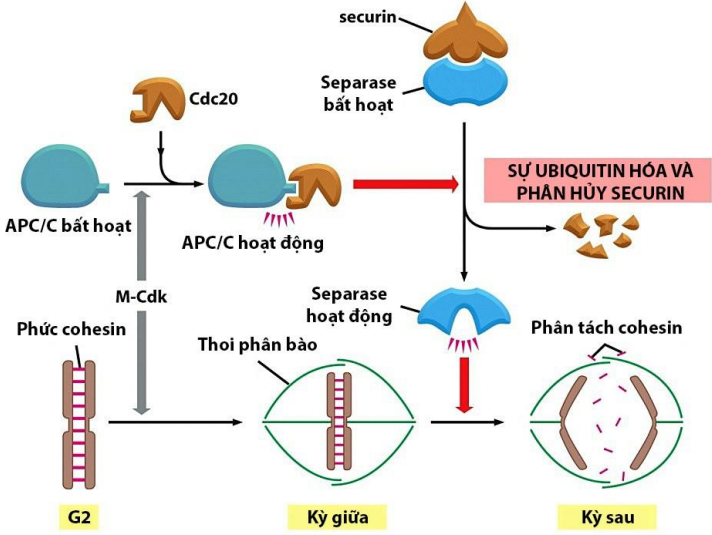 securin
Separase
bất hoạt
Cdc20
SỰ UBIQUITIN HÓA VÀ
PHÂN HỦY SECURIN
APC/C bất hoạt
APC/C hoạt động
M-Cdk
Separase
hoạt động
Phức cohesin
Thoi phân bào
Phân tách cohesin
G2
Kỳ giữa
Kỳ sau